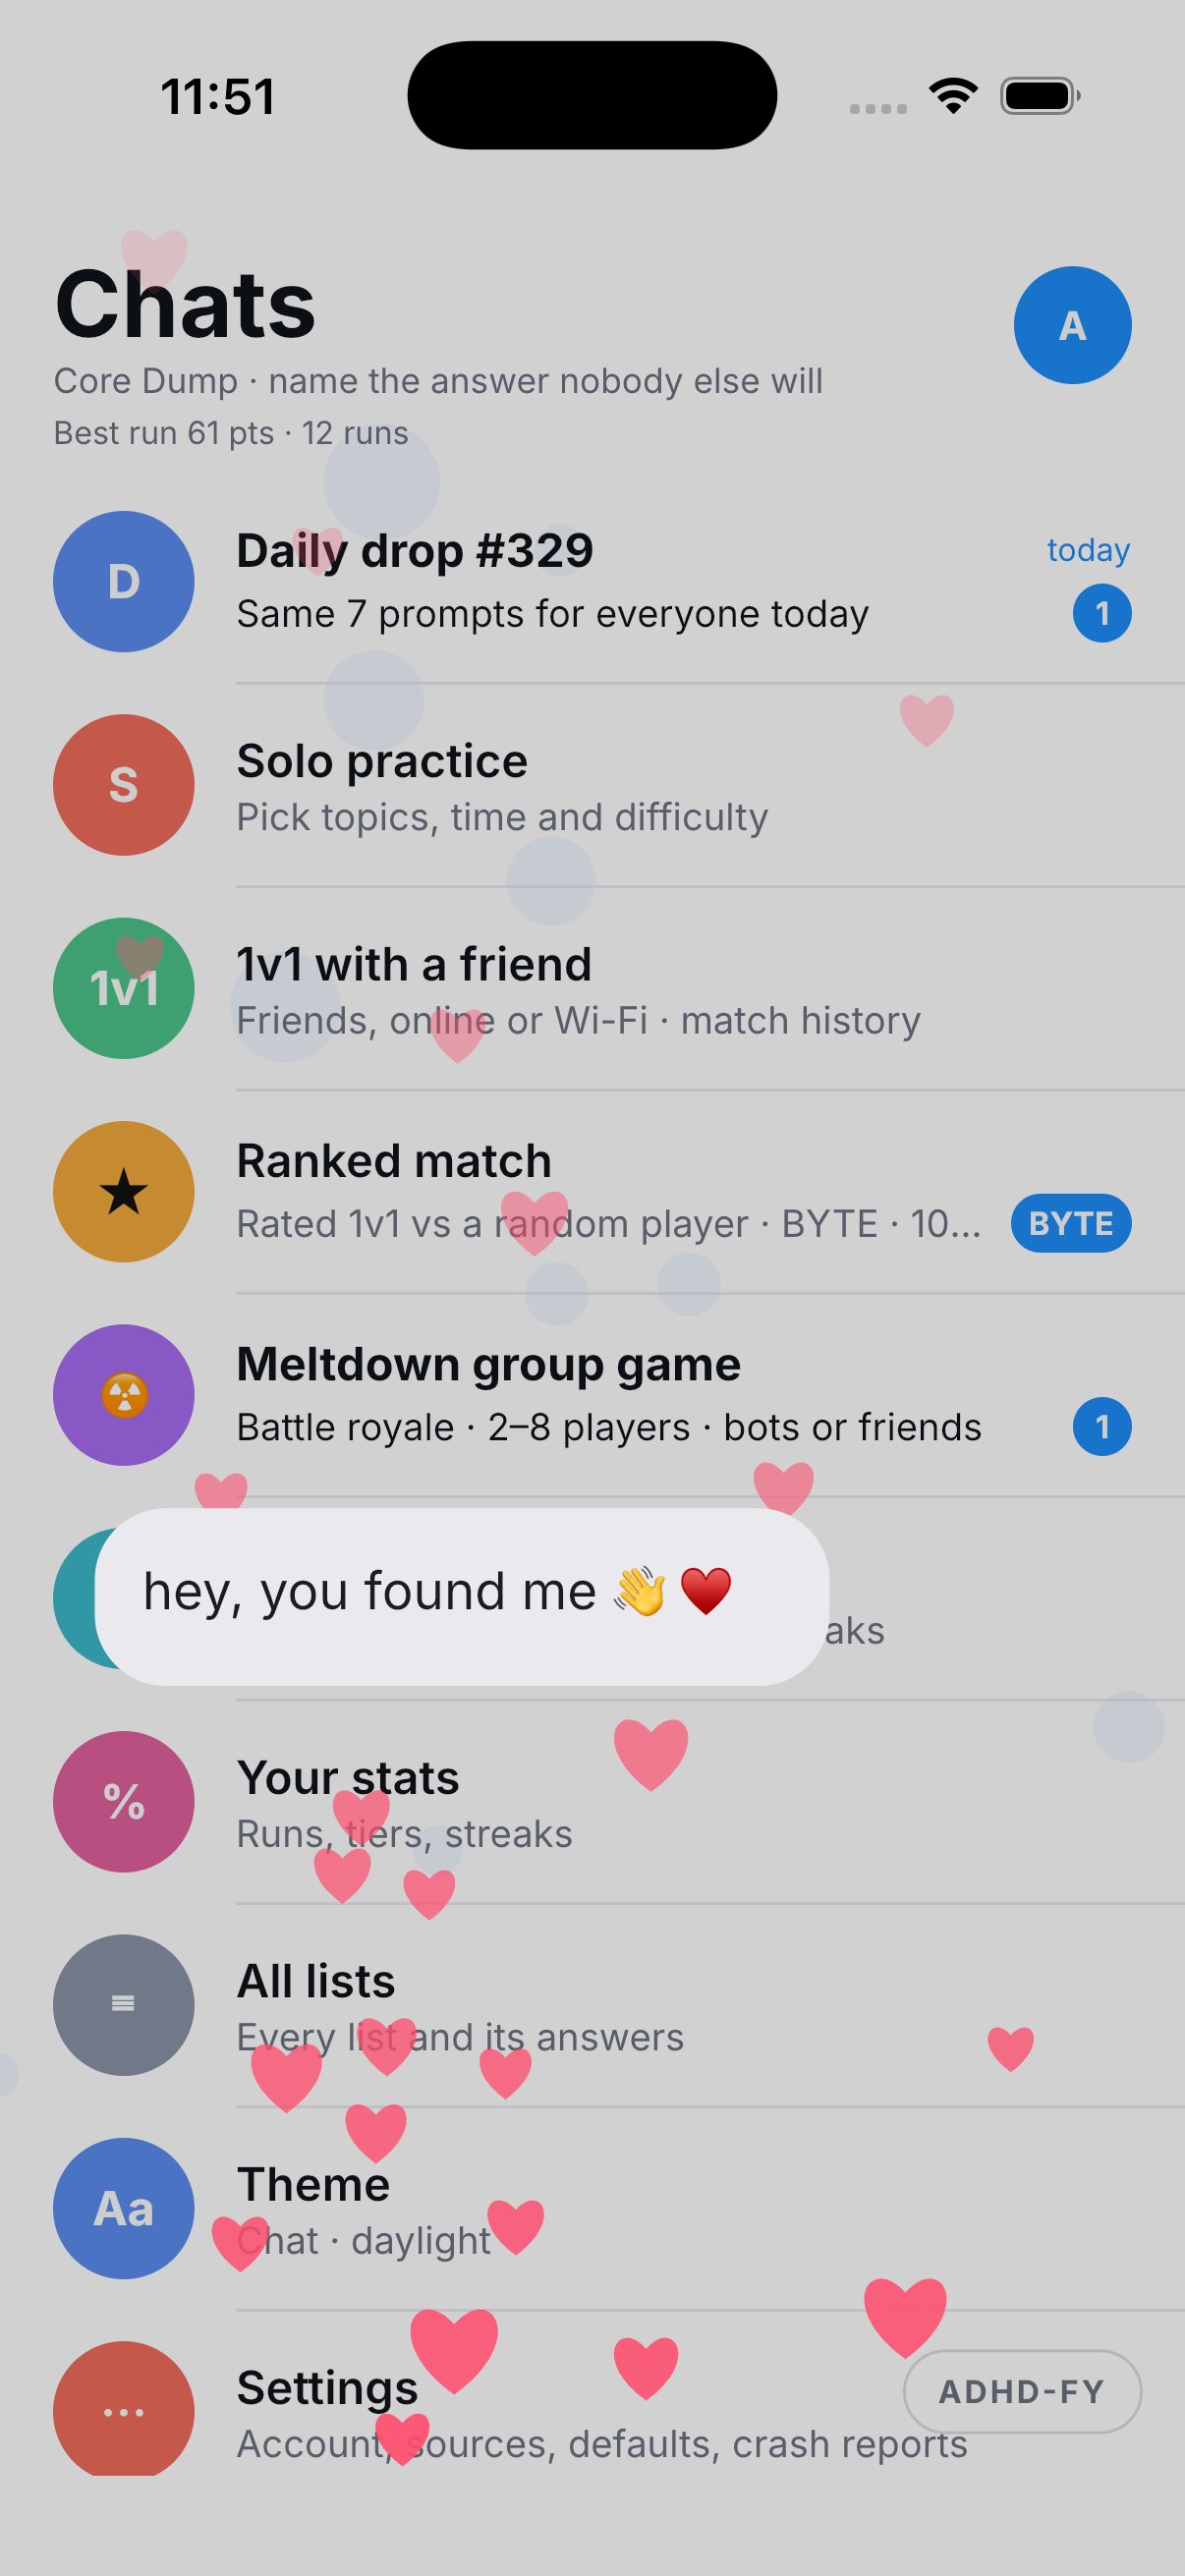 11:51
Chats
A
Core Dump · name the answer nobody else will
Best run 61 pts · 12 runs
D
Daily drop #329
today
Same 7 prompts for everyone today
1
S
Solo practice
Pick topics, time and difficulty
1v1
1v1 with a friend
Friends, online or Wi-Fi · match history
★
Ranked match
Rated 1v1 vs a random player · BYTE · 10...
BYTE
☢️
Meltdown group game
Battle royale · 2–8 players · bots or friends
1
hey, you found me 👋 ♥️
aks
%
Your stats
Runs, tiers, streaks
≡
All lists
Every list and its answers
Aa
Theme
Chat · daylight
...
Settings
ADHD-FY
Account, sources, defaults, crash reports